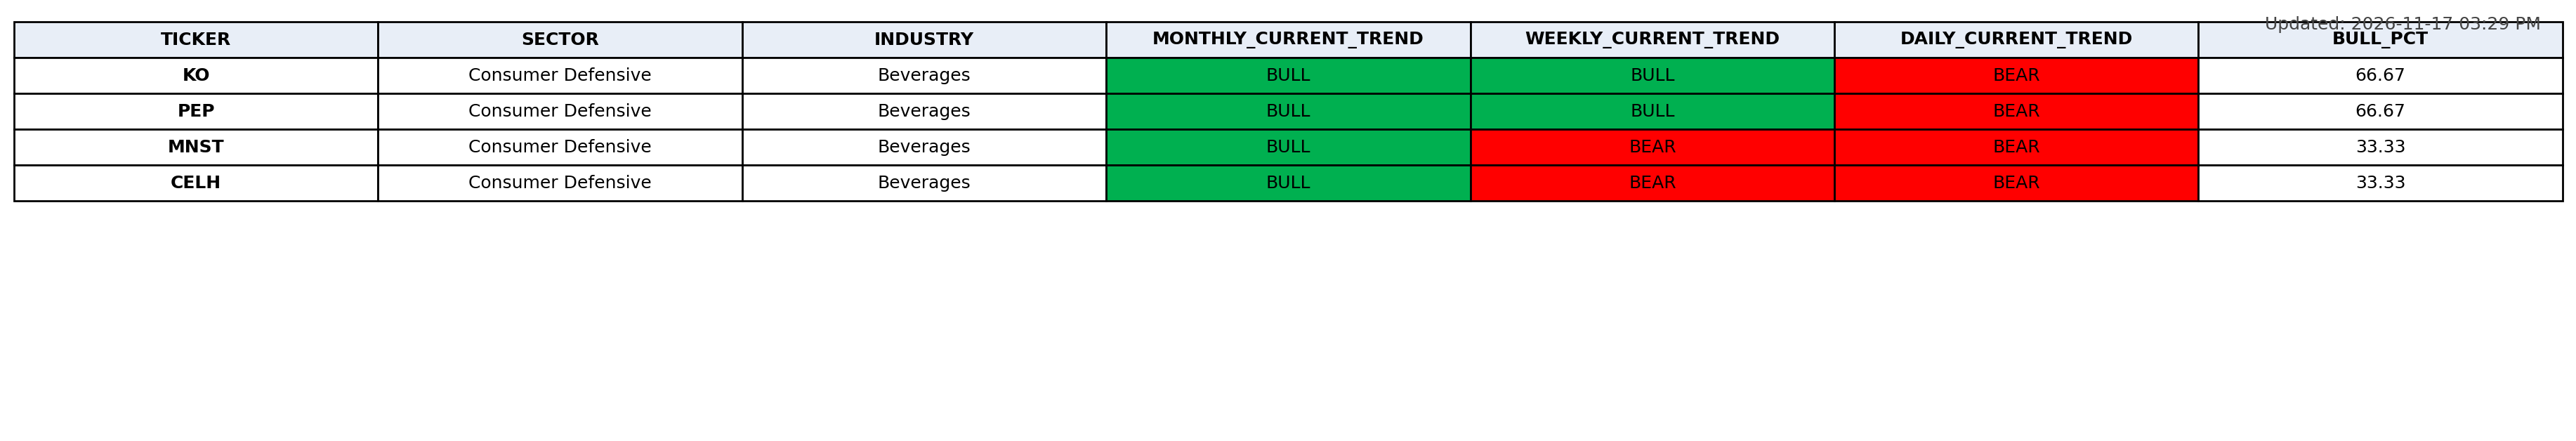 Updated: 2026-11-17 03:29 PM
TICKER SECTOR INDUSTRY MONTHLY_CURRENT_TREND WEEKLY_CURRENT_TREND DAILY_CURRENT_TREND BULL_PCT
KO Consumer Defensive Beverages BULL BULL BEAR 66.67
PEP Consumer Defensive Beverages BULL BULL BEAR 66.67
MNST Consumer Defensive Beverages BULL BEAR BEAR 33.33
CELH Consumer Defensive Beverages BULL BEAR BEAR 33.33